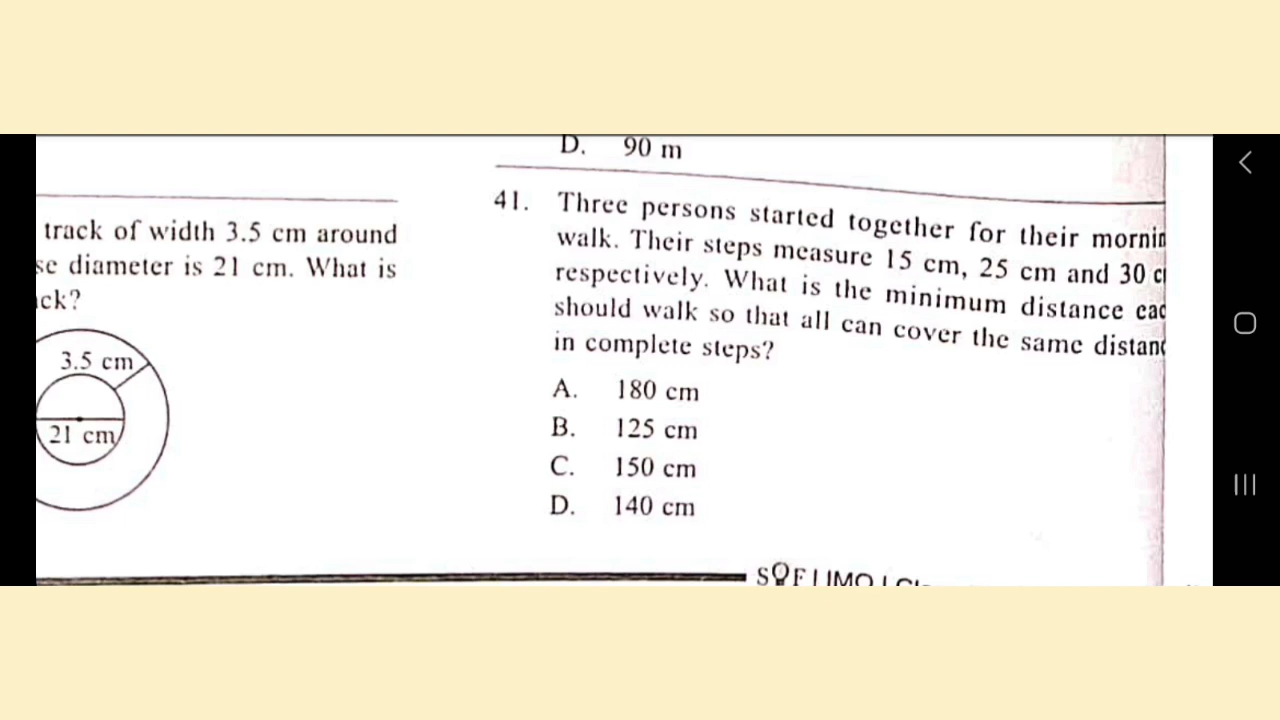 track of width 3.5 cm around
se diameter is 21 cm. What is
ck?
3.5 cm
21 cm
D. 90 m
41. Three persons started together for their mornin
walk. Their steps measure 15 cm, 25 cm and 30 c
respectively. What is the minimum distance eac
should walk so that all can cover the same distanc
in complete steps?
A. 180 cm
B. 125 cm
C. 150 cm
D. 140 cm
SOF | IMO |